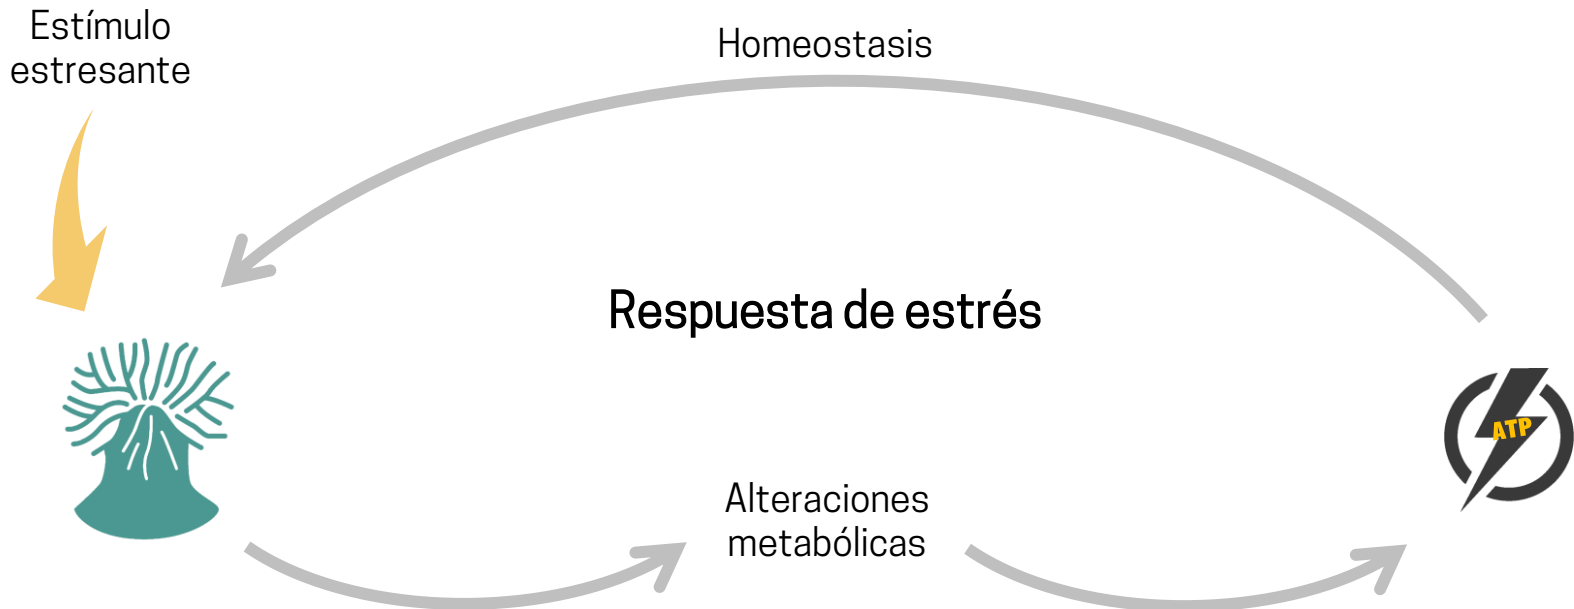 Estímulo
estresante
Homeostasis
Respuesta de estrés
ATP
Alteraciones
metabólicas